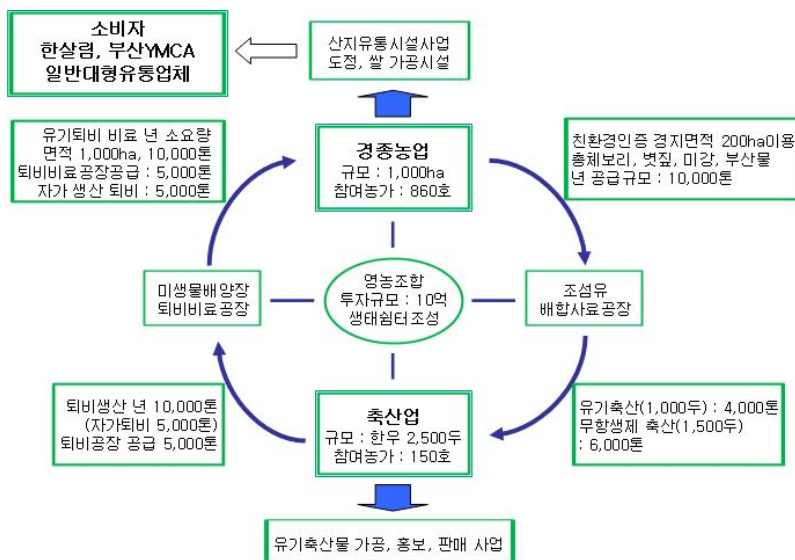 소비자
한살림, 부산YMCA
일반대형유통업체
산지유통시설사업
도정, 쌀 가공시설
유기퇴비 비료 년 소요량
면적 1,000ha, 10,000톤
퇴비비료공장공급 : 5,000톤
자가 생산 퇴비 : 5,000톤
경종농업
규모 : 1,000ha
참여농가 : 860호
친환경인증 경지면적 200ha이용
총체보리, 볏짚, 미강, 부산물
년 공급규모 : 10,000톤
미생물배양장
퇴비비료공장
영농조합
투자규모 : 10억
생태쉼터조성
조섬유
배합사료공장
퇴비생산 년 10,000톤
(자가퇴비 5,000톤)
퇴비공장 공급 5,000톤
축산업
규모 : 한우 2,500두
참여농가 : 150호
유기축산(1,000두) : 4,000톤
무항생제 축산(1,500두)
: 6,000톤
유기축산물 가공, 홍보, 판매 사업